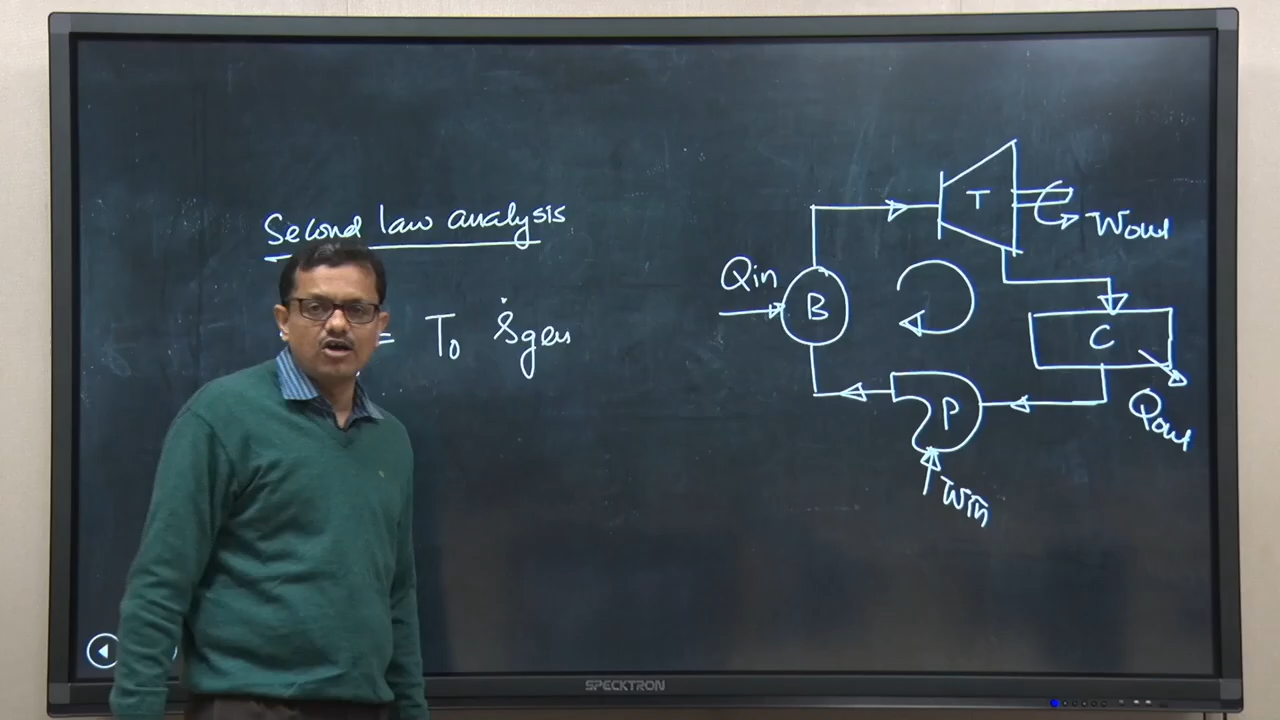 Second law analysis
= T₀ Ṡgen
T
Wout
Qin
B
C
P
Qout
Win
SPECKTRON